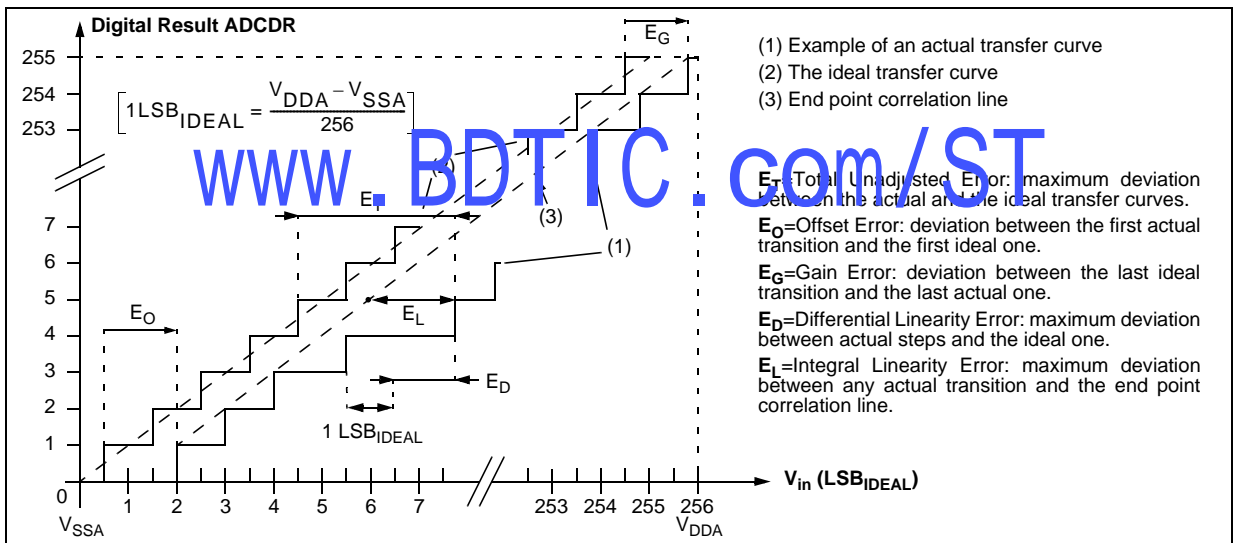 Digital Result ADCDR
E_G
255
254
253
1LSB_IDEAL = (V_DDA – V_SSA) / 256
(1) Example of an actual transfer curve
(2) The ideal transfer curve
(3) End point correlation line
www.BDTIC.com/ST
(2)
E_T
(3)
(1)
E_T=Total Unadjusted Error: maximum deviation
between the actual and the ideal transfer curves.
E_O=Offset Error: deviation between the first actual
transition and the first ideal one.
E_G=Gain Error: deviation between the last ideal
transition and the last actual one.
E_D=Differential Linearity Error: maximum deviation
between actual steps and the ideal one.
E_L=Integral Linearity Error: maximum deviation
between any actual transition and the end point
correlation line.
7
6
5
4
3
2
1
0
E_O
E_L
E_D
1 LSB_IDEAL
1 2 3 4 5 6 7 253 254 255 256
V_in (LSB_IDEAL)
V_SSA
V_DDA